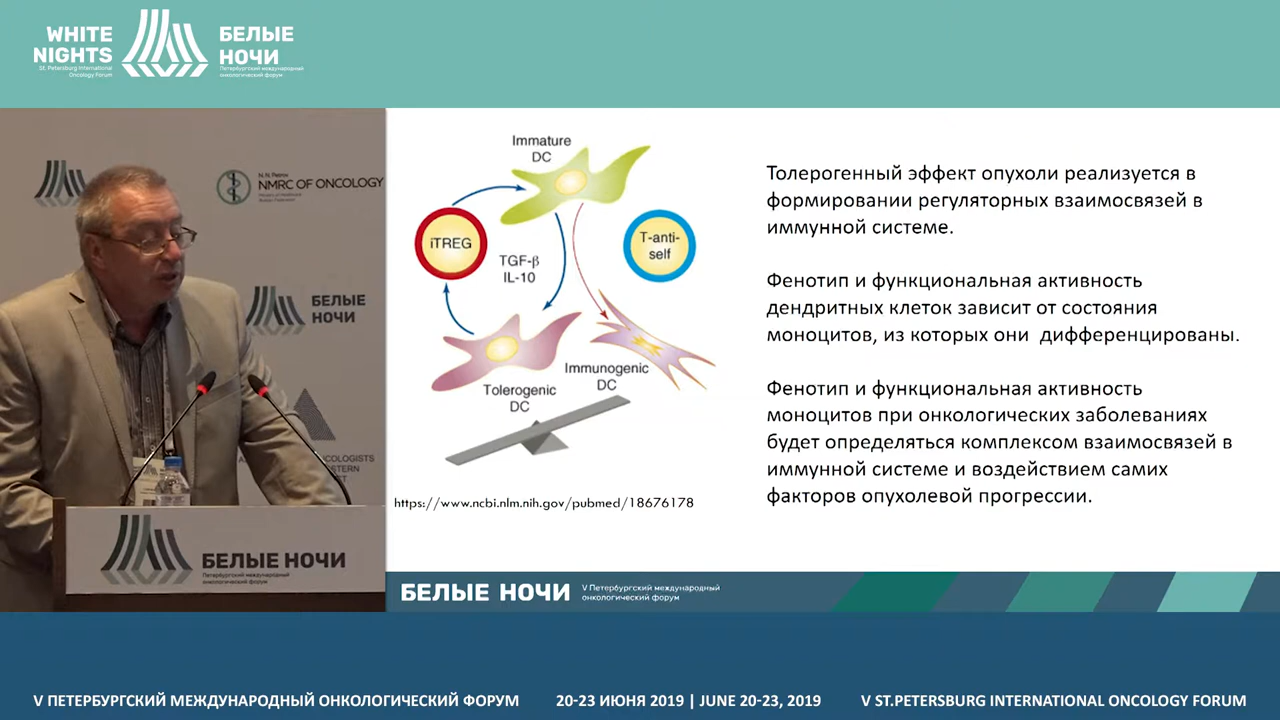 WHITE
NIGHTS
St. Petersburg International
Oncology Forum
БЕЛЫЕ
НОЧИ
Петербургский международный
онкологический форум
N.N. Petrov
NMRC OF ONCOLOGY
БЕЛЫЕ
НОЧИ
БЕЛЫЕ НОЧИ
Петербургский международный
онкологический форум
Immature
DC
iTREG
TGF-β
IL-10
T-anti-
self
Immunogenic
DC
Tolerogenic
DC
https://www.ncbi.nlm.nih.gov/pubmed/18676178
Толерогенный эффект опухоли реализуется в
формировании регуляторных взаимосвязей в
иммунной системе.
Фенотип и функциональная активность
дендритных клеток зависит от состояния
моноцитов, из которых они дифференцированы.
Фенотип и функциональная активность
моноцитов при онкологических заболеваниях
будет определяться комплексом взаимосвязей в
иммунной системе и воздействием самих
факторов опухолевой прогрессии.
БЕЛЫЕ НОЧИ
V Петербургский международный
онкологический форум
V ПЕТЕРБУРГСКИЙ МЕЖДУНАРОДНЫЙ ОНКОЛОГИЧЕСКИЙ ФОРУМ
20-23 ИЮНЯ 2019 | JUNE 20-23, 2019
V ST.PETERSBURG INTERNATIONAL ONCOLOGY FORUM